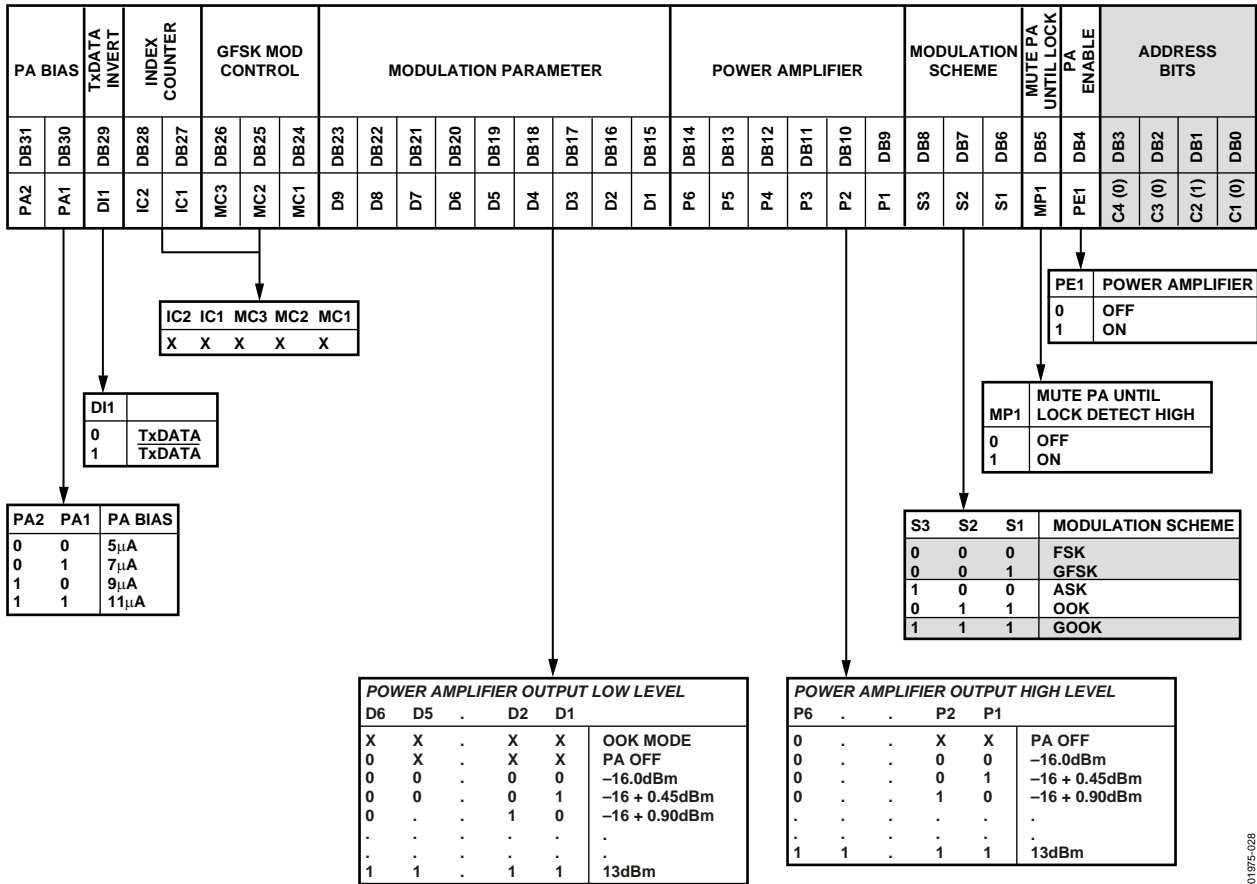 PA BIAS TxDATA INVERT INDEX COUNTER GFSK MOD CONTROL MODULATION PARAMETER POWER AMPLIFIER MODULATION SCHEME MUTE PA UNTIL LOCK PA ENABLE ADDRESS BITS
DB31 DB30 DB29 DB28 DB27 DB26 DB25 DB24 DB23 DB22 DB21 DB20 DB19 DB18 DB17 DB16 DB15 DB14 DB13 DB12 DB11 DB10 DB9 DB8 DB7 DB6 DB5 DB4 DB3 DB2 DB1 DB0
PA2 PA1 DI1 IC2 IC1 MC3 MC2 MC1 D9 D8 D7 D6 D5 D4 D3 D2 D1 P6 P5 P4 P3 P2 P1 S3 S2 S1 MP1 PE1 C4 (0) C3 (0) C2 (1) C1 (0)
PE1 POWER AMPLIFIER
0 OFF
1 ON
IC2 IC1 MC3 MC2 MC1
X X X X X
MP1 MUTE PA UNTIL LOCK DETECT HIGH
0 OFF
1 ON
DI1
0 TxDATA
1 T̅x̅D̅A̅T̅A̅
PA2 PA1 PA BIAS
0 0 5µA
0 1 7µA
1 0 9µA
1 1 11µA
S3 S2 S1 MODULATION SCHEME
0 0 0 FSK
0 0 1 GFSK
1 0 0 ASK
0 1 1 OOK
1 1 1 GOOK
POWER AMPLIFIER OUTPUT LOW LEVEL
D6 D5 . D2 D1
X X . X X OOK MODE
0 X . X X PA OFF
0 0 . 0 0 –16.0dBm
0 0 . 0 1 –16 + 0.45dBm
0 . . 1 0 –16 + 0.90dBm
. . . . . .
. . . . . .
1 1 . 1 1 13dBm
POWER AMPLIFIER OUTPUT HIGH LEVEL
P6 . . P2 P1
0 . . X X PA OFF
0 . . 0 0 –16.0dBm
0 . . 0 1 –16 + 0.45dBm
0 . . 1 0 –16 + 0.90dBm
. . . . . .
. . . . . .
1 1 . 1 1 13dBm
01975-028